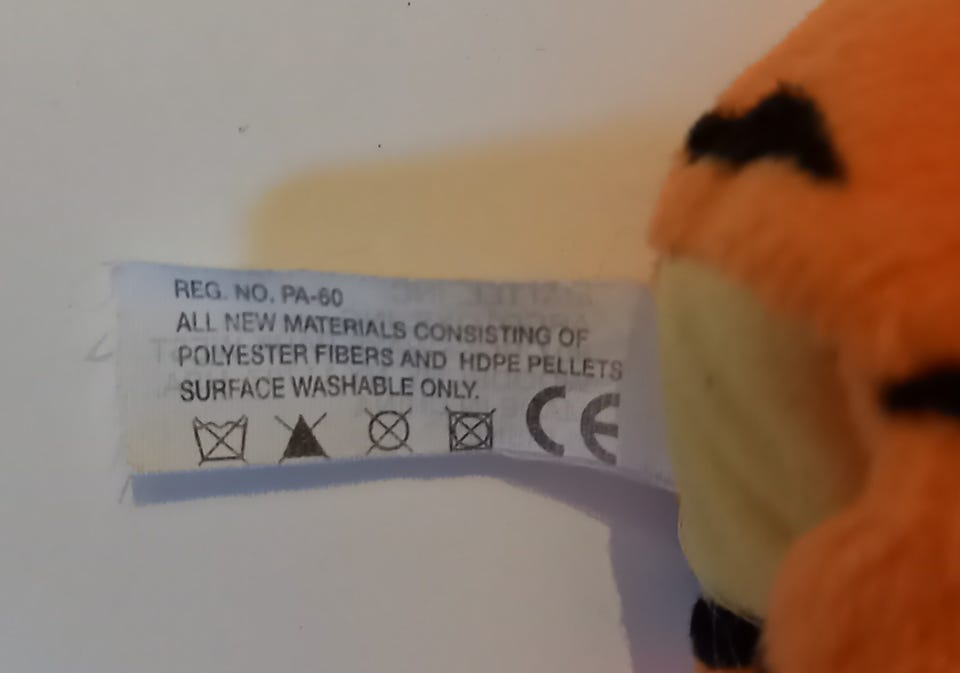 REG. NO. PA-60
ALL NEW MATERIALS CONSISTING OF
POLYESTER FIBERS AND HDPE PELLETS
SURFACE WASHABLE ONLY.
CE